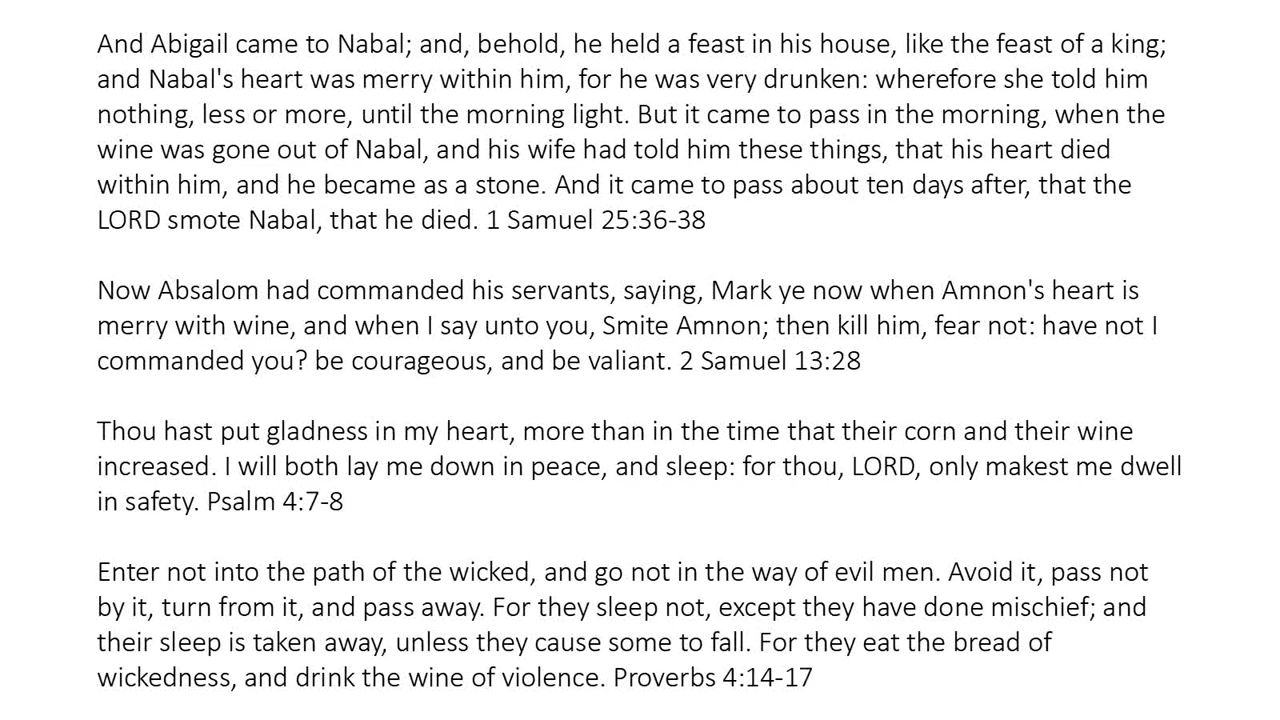 And Abigail came to Nabal; and, behold, he held a feast in his house, like the feast of a king;
and Nabal's heart was merry within him, for he was very drunken: wherefore she told him
nothing, less or more, until the morning light. But it came to pass in the morning, when the
wine was gone out of Nabal, and his wife had told him these things, that his heart died
within him, and he became as a stone. And it came to pass about ten days after, that the
LORD smote Nabal, that he died. 1 Samuel 25:36-38
Now Absalom had commanded his servants, saying, Mark ye now when Amnon's heart is
merry with wine, and when I say unto you, Smite Amnon; then kill him, fear not: have not I
commanded you? be courageous, and be valiant. 2 Samuel 13:28
Thou hast put gladness in my heart, more than in the time that their corn and their wine
increased. I will both lay me down in peace, and sleep: for thou, LORD, only makest me dwell
in safety. Psalm 4:7-8
Enter not into the path of the wicked, and go not in the way of evil men. Avoid it, pass not
by it, turn from it, and pass away. For they sleep not, except they have done mischief; and
their sleep is taken away, unless they cause some to fall. For they eat the bread of
wickedness, and drink the wine of violence. Proverbs 4:14-17